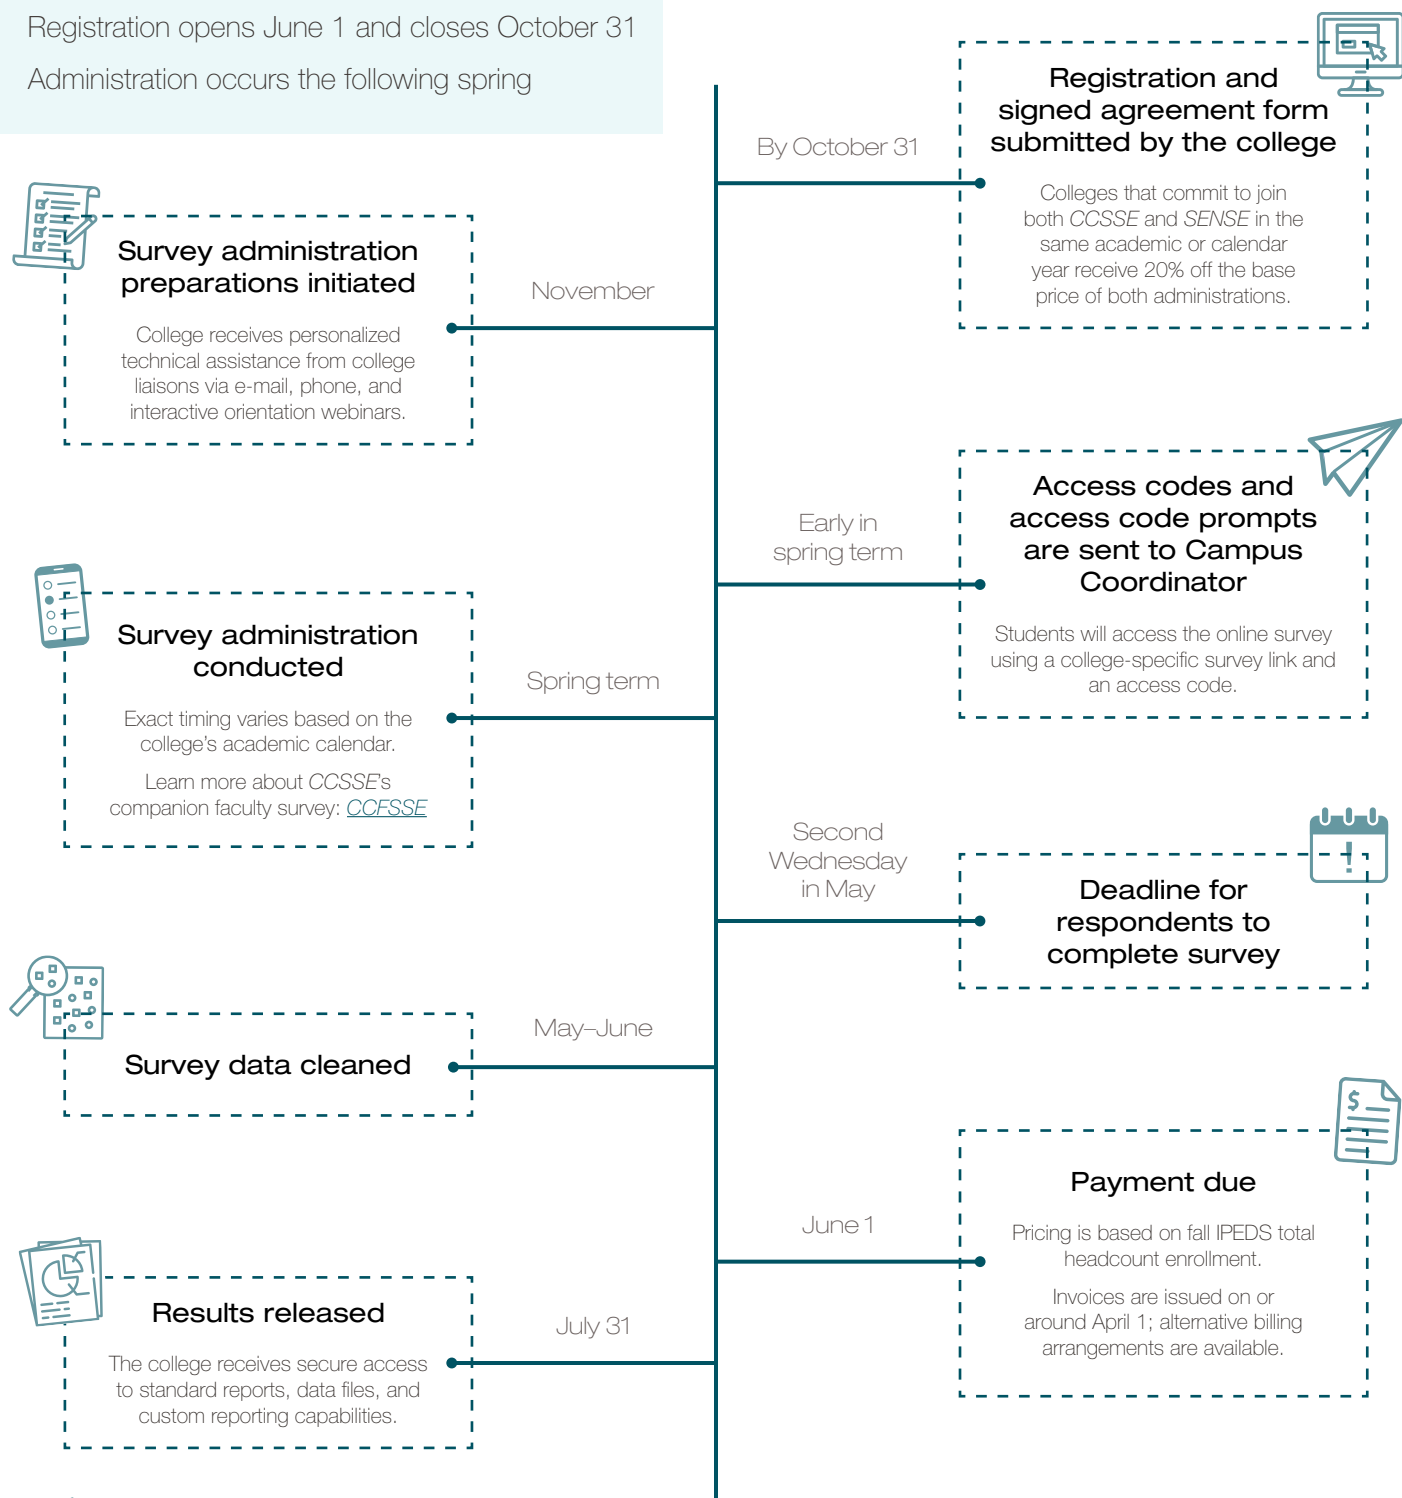 Registration opens June 1 and closes October 31
Administration occurs the following spring
By October 31
Registration and
signed agreement form
submitted by the college
Colleges that commit to join
both CCSSE and SENSE in the
same academic or calendar
year receive 20% off the base
price of both administrations.
November
Survey administration
preparations initiated
College receives personalized
technical assistance from college
liaisons via e-mail, phone, and
interactive orientation webinars.
Early in
spring term
Access codes and
access code prompts
are sent to Campus
Coordinator
Students will access the online survey
using a college-specific survey link and
an access code.
Spring term
Survey administration
conducted
Exact timing varies based on the
college's academic calendar.
Learn more about CCSSE's
companion faculty survey: CCFSSE
Second
Wednesday
in May
Deadline for
respondents to
complete survey
May–June
Survey data cleaned
June 1
Payment due
Pricing is based on fall IPEDS total
headcount enrollment.
Invoices are issued on or
around April 1; alternative billing
arrangements are available.
July 31
Results released
The college receives secure access
to standard reports, data files, and
custom reporting capabilities.